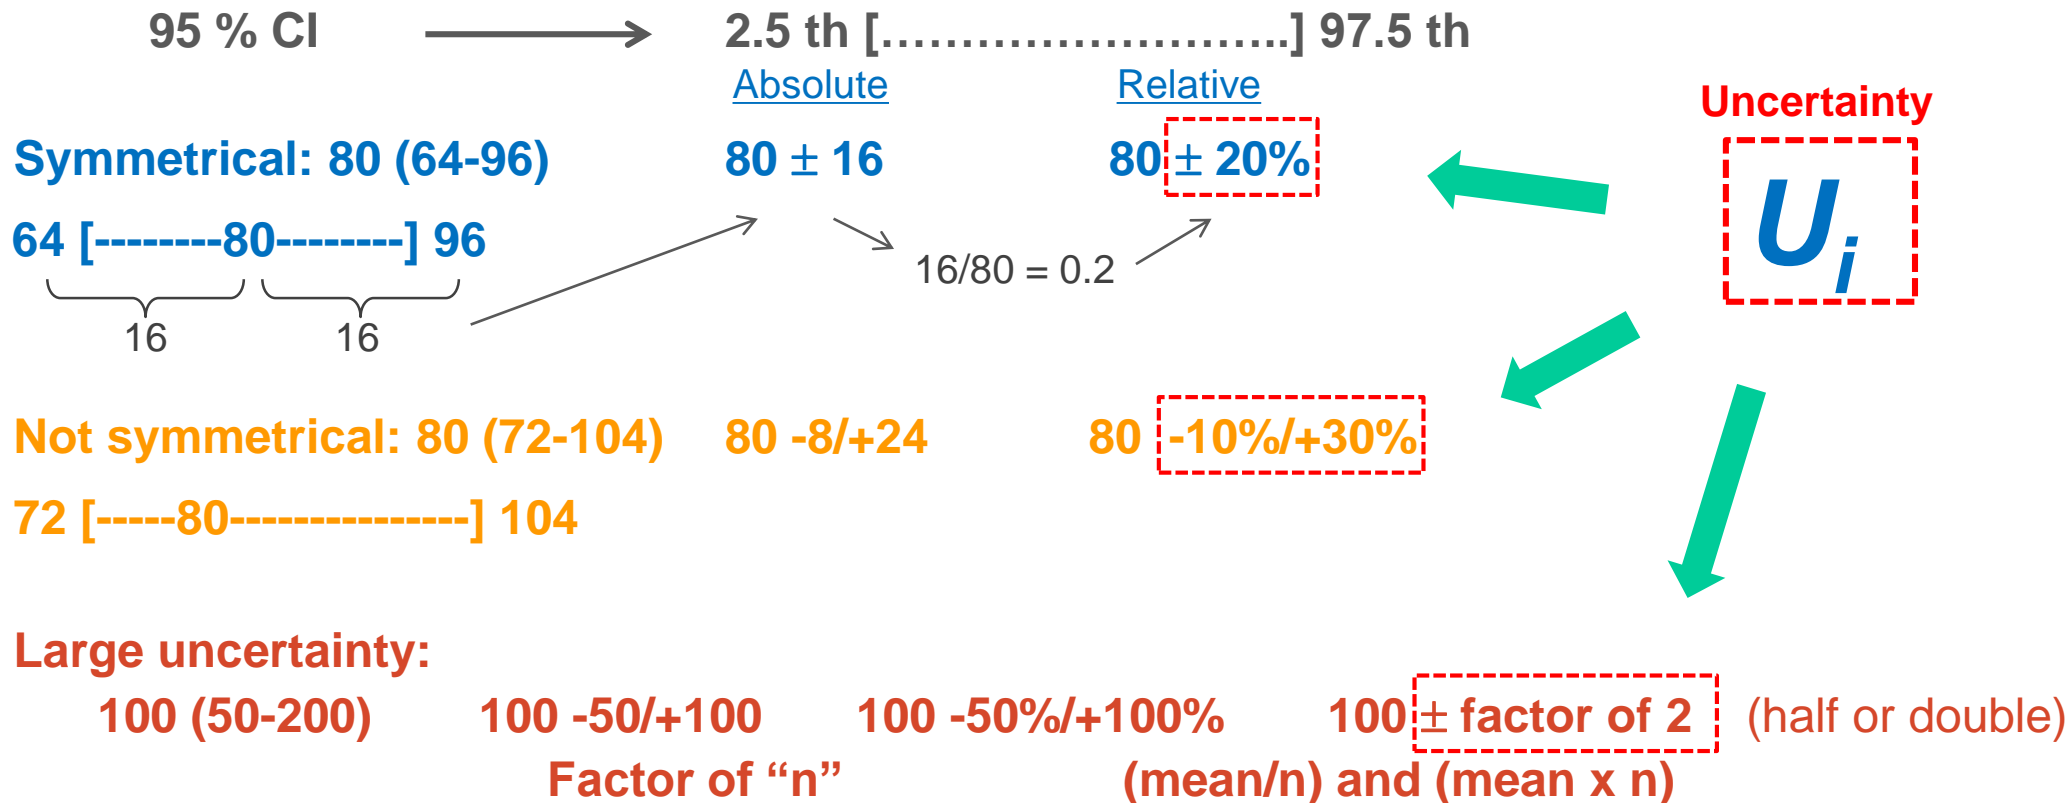 95 % CI 2.5 th [……………………..] 97.5 th
Absolute Relative
Uncertainty
Symmetrical: 80 (64-96) 80 ± 16 80 ± 20%
U i
64 [--------80--------] 96
16/80 = 0.2
16 16
Not symmetrical: 80 (72-104) 80 -8/+24 80 -10%/+30%
72 [-----80---------------] 104
Large uncertainty:
100 (50-200) 100 -50/+100 100 -50%/+100% 100 ± factor of 2 (half or double)
Factor of “n” (mean/n) and (mean x n)